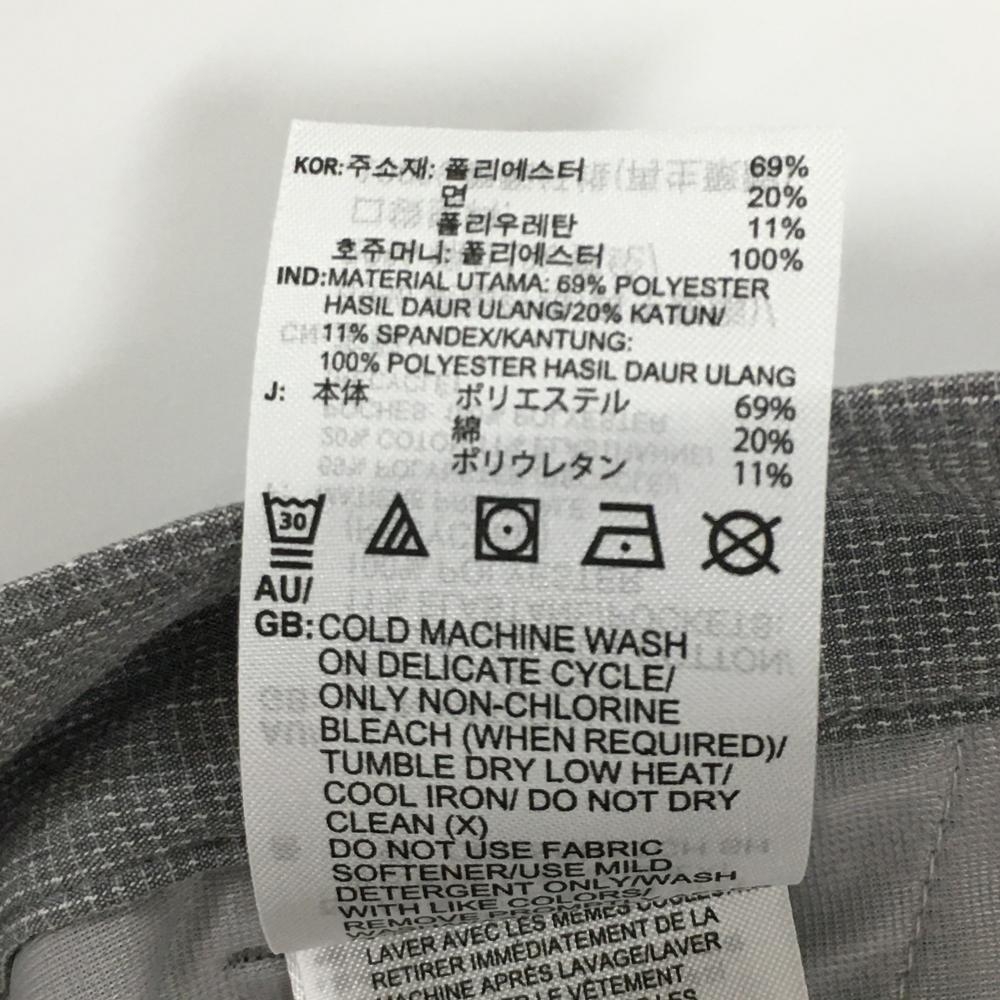 KOR:주소재: 폴리에스터 69%
면 20%
폴리우레탄 11%
호주머니: 폴리에스터 100%
IND:MATERIAL UTAMA: 69% POLYESTER
HASIL DAUR ULANG/20% KATUN/
11% SPANDEX/KANTUNG:
100% POLYESTER HASIL DAUR ULANG
J: 本体 ポリエステル 69%
綿 20%
ポリウレタン 11%
30
AU/
GB:COLD MACHINE WASH
ON DELICATE CYCLE/
ONLY NON-CHLORINE
BLEACH (WHEN REQUIRED)/
TUMBLE DRY LOW HEAT/
COOL IRON/ DO NOT DRY
CLEAN (X)
DO NOT USE FABRIC
SOFTENER/USE MILD
DETERGENT ONLY/WASH
WITH LIKE COLORS/
REMOVE
LAVER AVEC LES MÊMES
RETIRER IMMÉDIATEMENT DE LA
MACHINE APRÈS LAVAGE/LAVER
LE VÊTEMENT